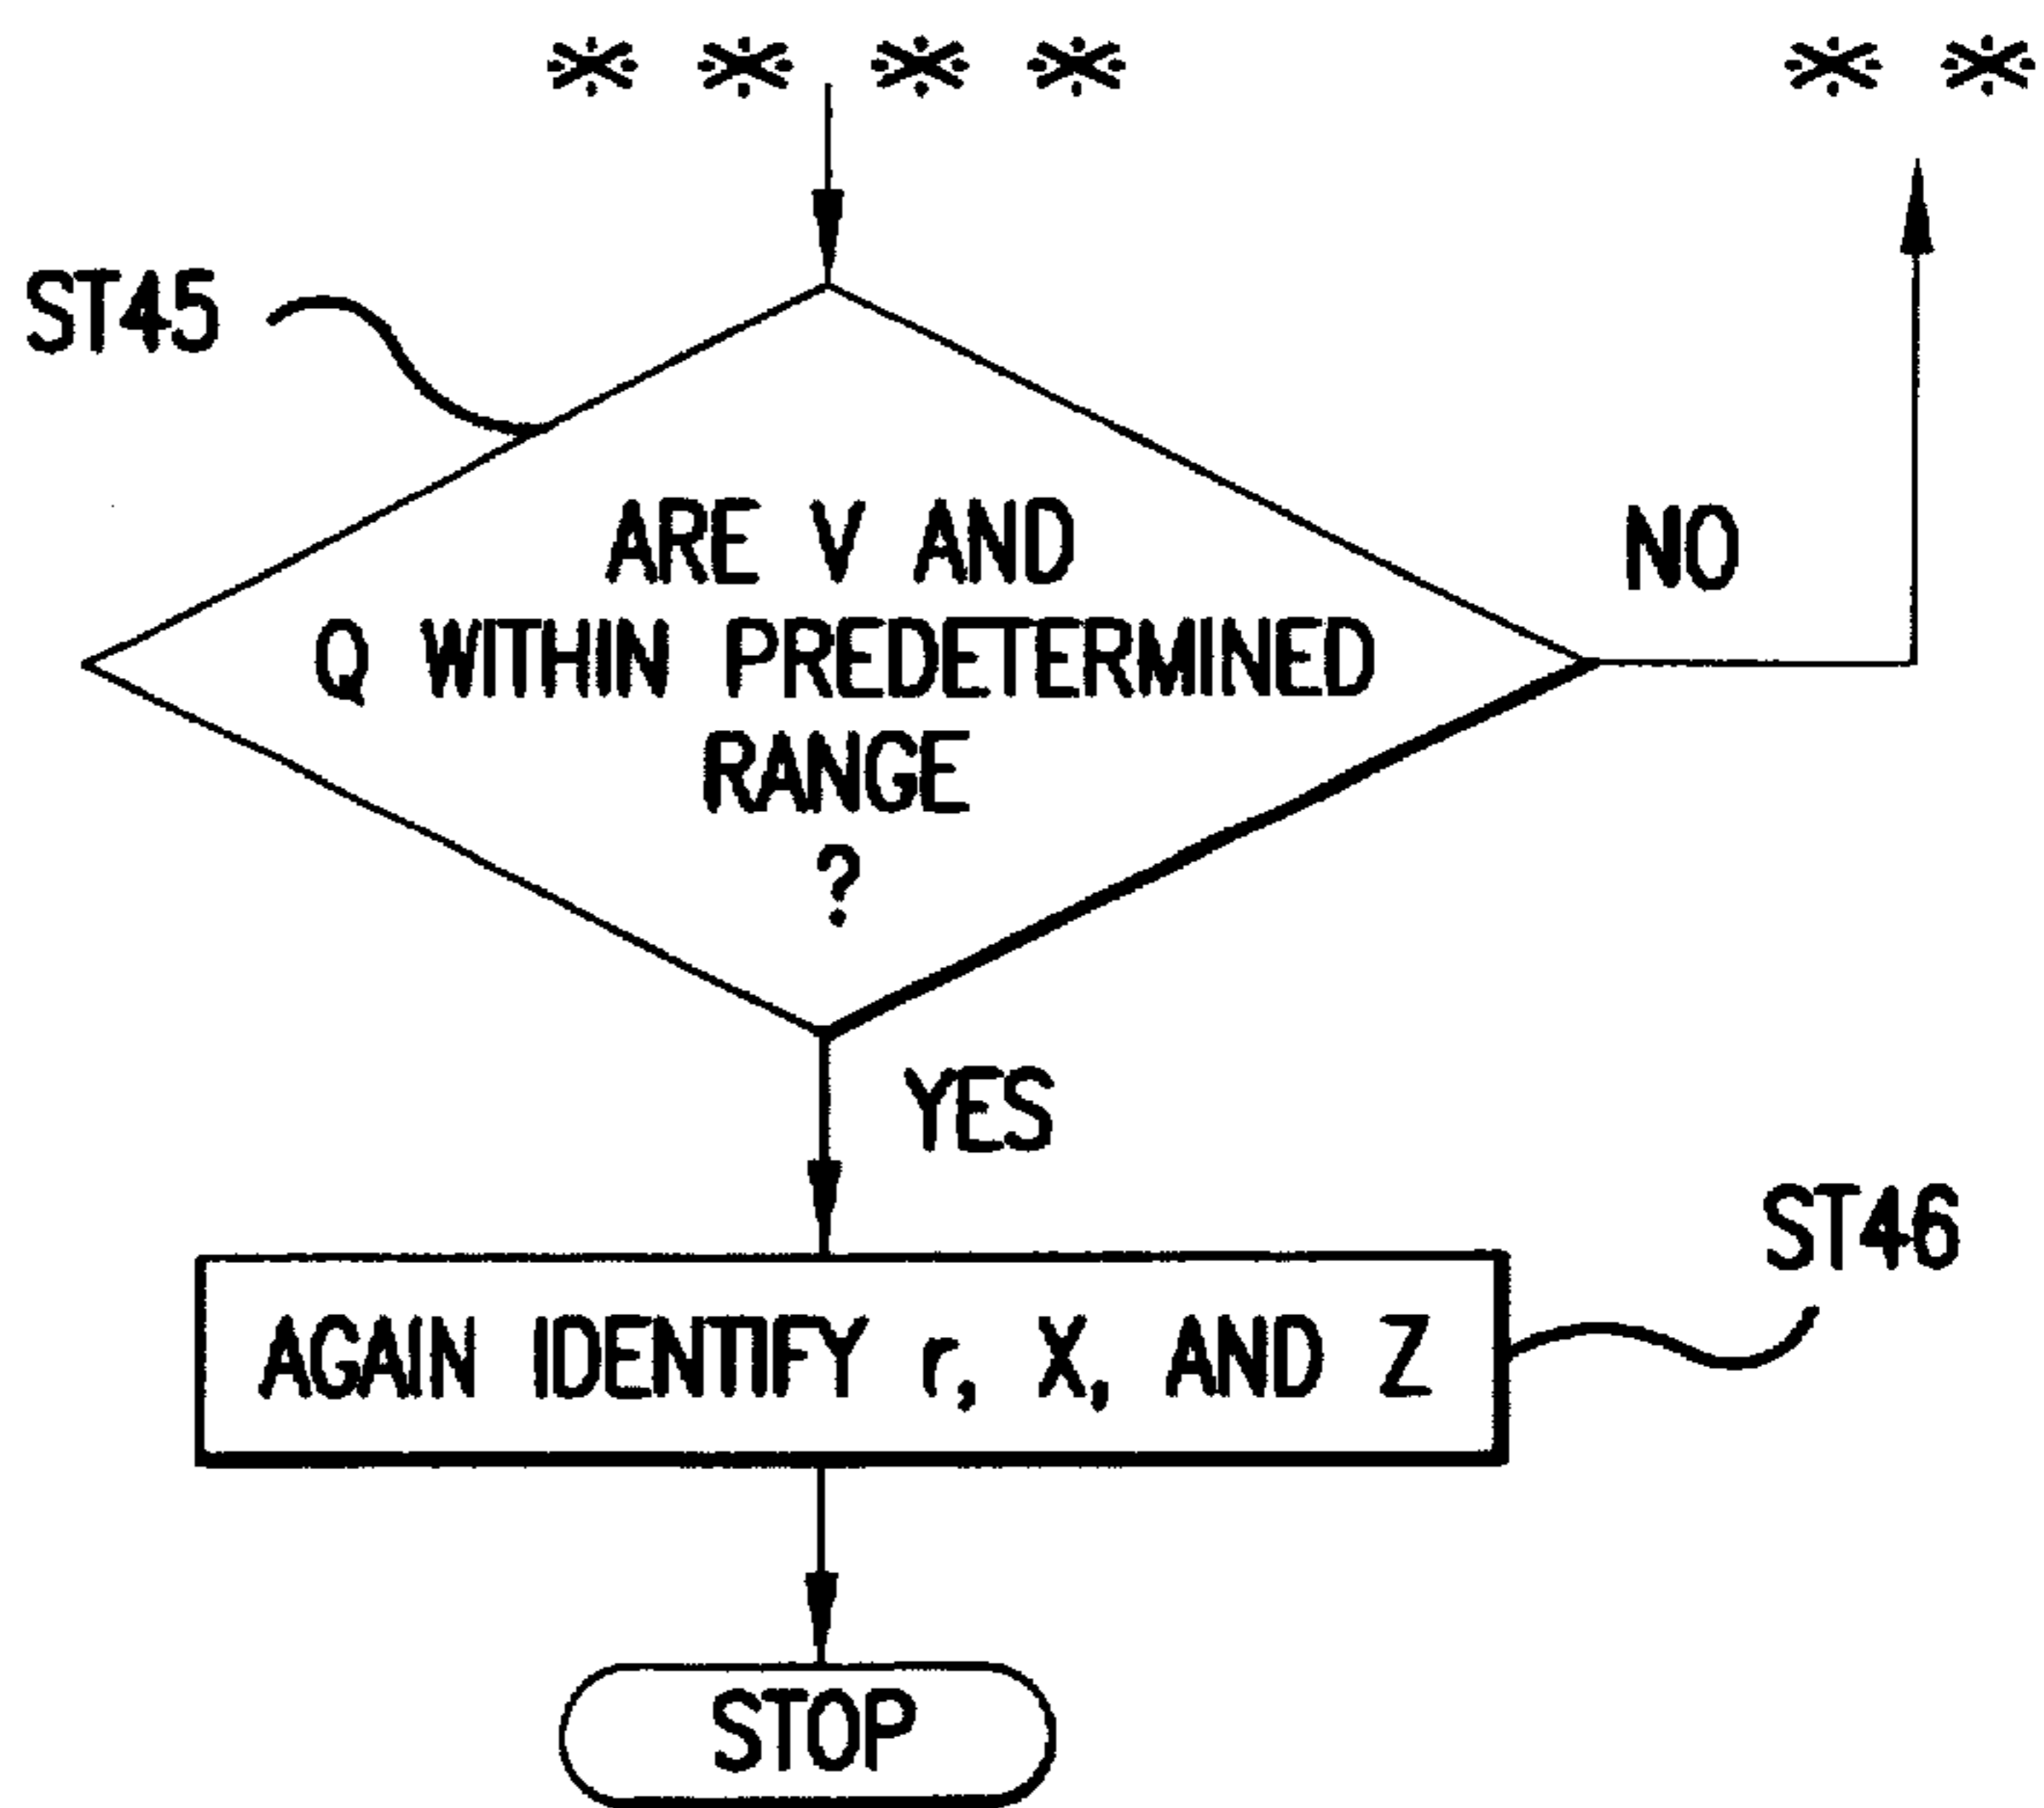 ※ ※ ※ ※ ※ ※
ST45
ARE V AND
Q WITHIN PREDETERMINED
RANGE
?
NO
YES
ST46
AGAIN IDENTIFY r, X, AND Z
STOP